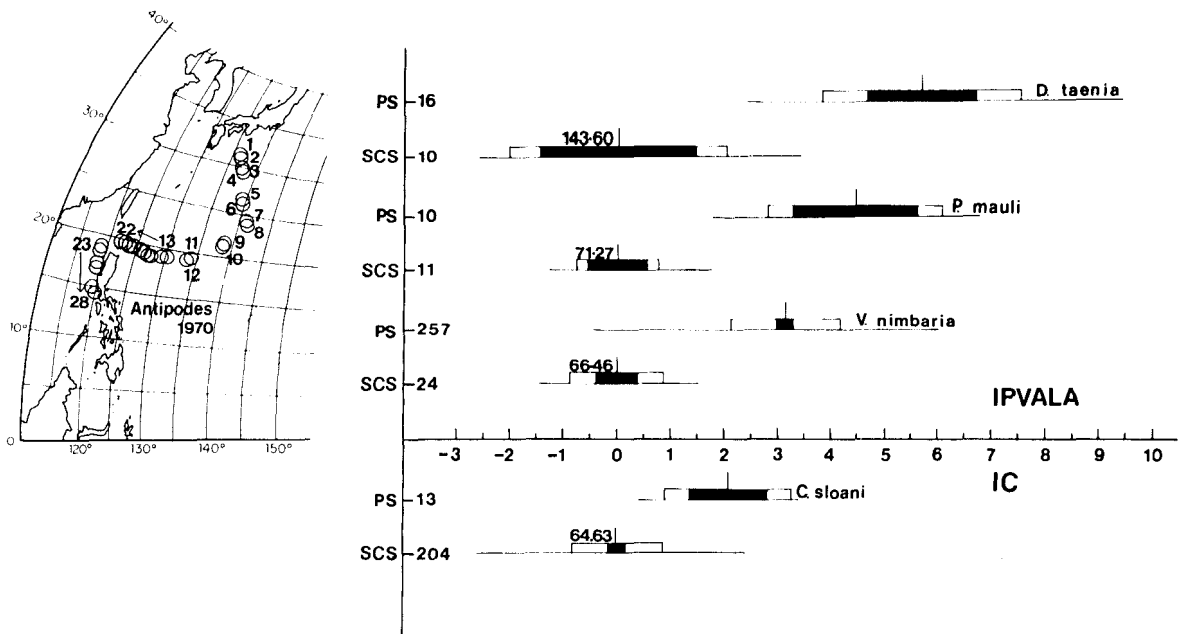 40°
30°
20°
10°
0
120°
130°
140°
150°
1
2
3
4
5
6
7
8
9
10
11
12
13
22
23
28
Antipodes
1970
PS 16
D. taenia
SCS 10
143·60
PS 10
P. mauli
SCS 11
71·27
PS 257
V. nimbaria
SCS 24
66·46
IPVALA
-3 -2 -1 0 1 2 3 4 5 6 7 8 9 10
IC
PS 13
C. sloani
SCS 204
64.63